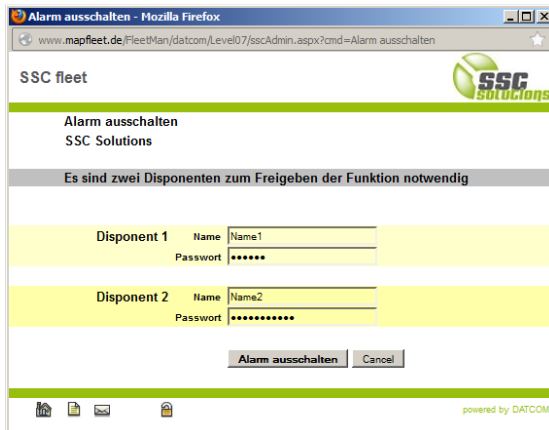 Alarm ausschalten - Mozilla Firefox
www.mapfleet.de/FleetMan/datcom/Level07/sscAdmin.aspx?cmd=Alarm ausschalten
SSC fleet
SSC
SOLUTIONS
Alarm ausschalten
SSC Solutions
Es sind zwei Disponenten zum Freigeben der Funktion notwendig
Disponent 1 Name Name1
Passwort ••••••
Disponent 2 Name Name2
Passwort •••••••••••
Alarm ausschalten Cancel
powered by DATCOM